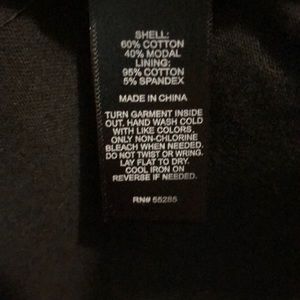 SHELL:
60% COTTON
40% MODAL
LINING:
95% COTTON
5% SPANDEX
MADE IN CHINA
TURN GARMENT INSIDE
OUT. HAND WASH COLD
WITH LIKE COLORS.
ONLY NON-CHLORINE
BLEACH WHEN NEEDED.
DO NOT TWIST OR WRING.
LAY FLAT TO DRY.
COOL IRON ON
REVERSE IF NEEDED.
RN# 55285